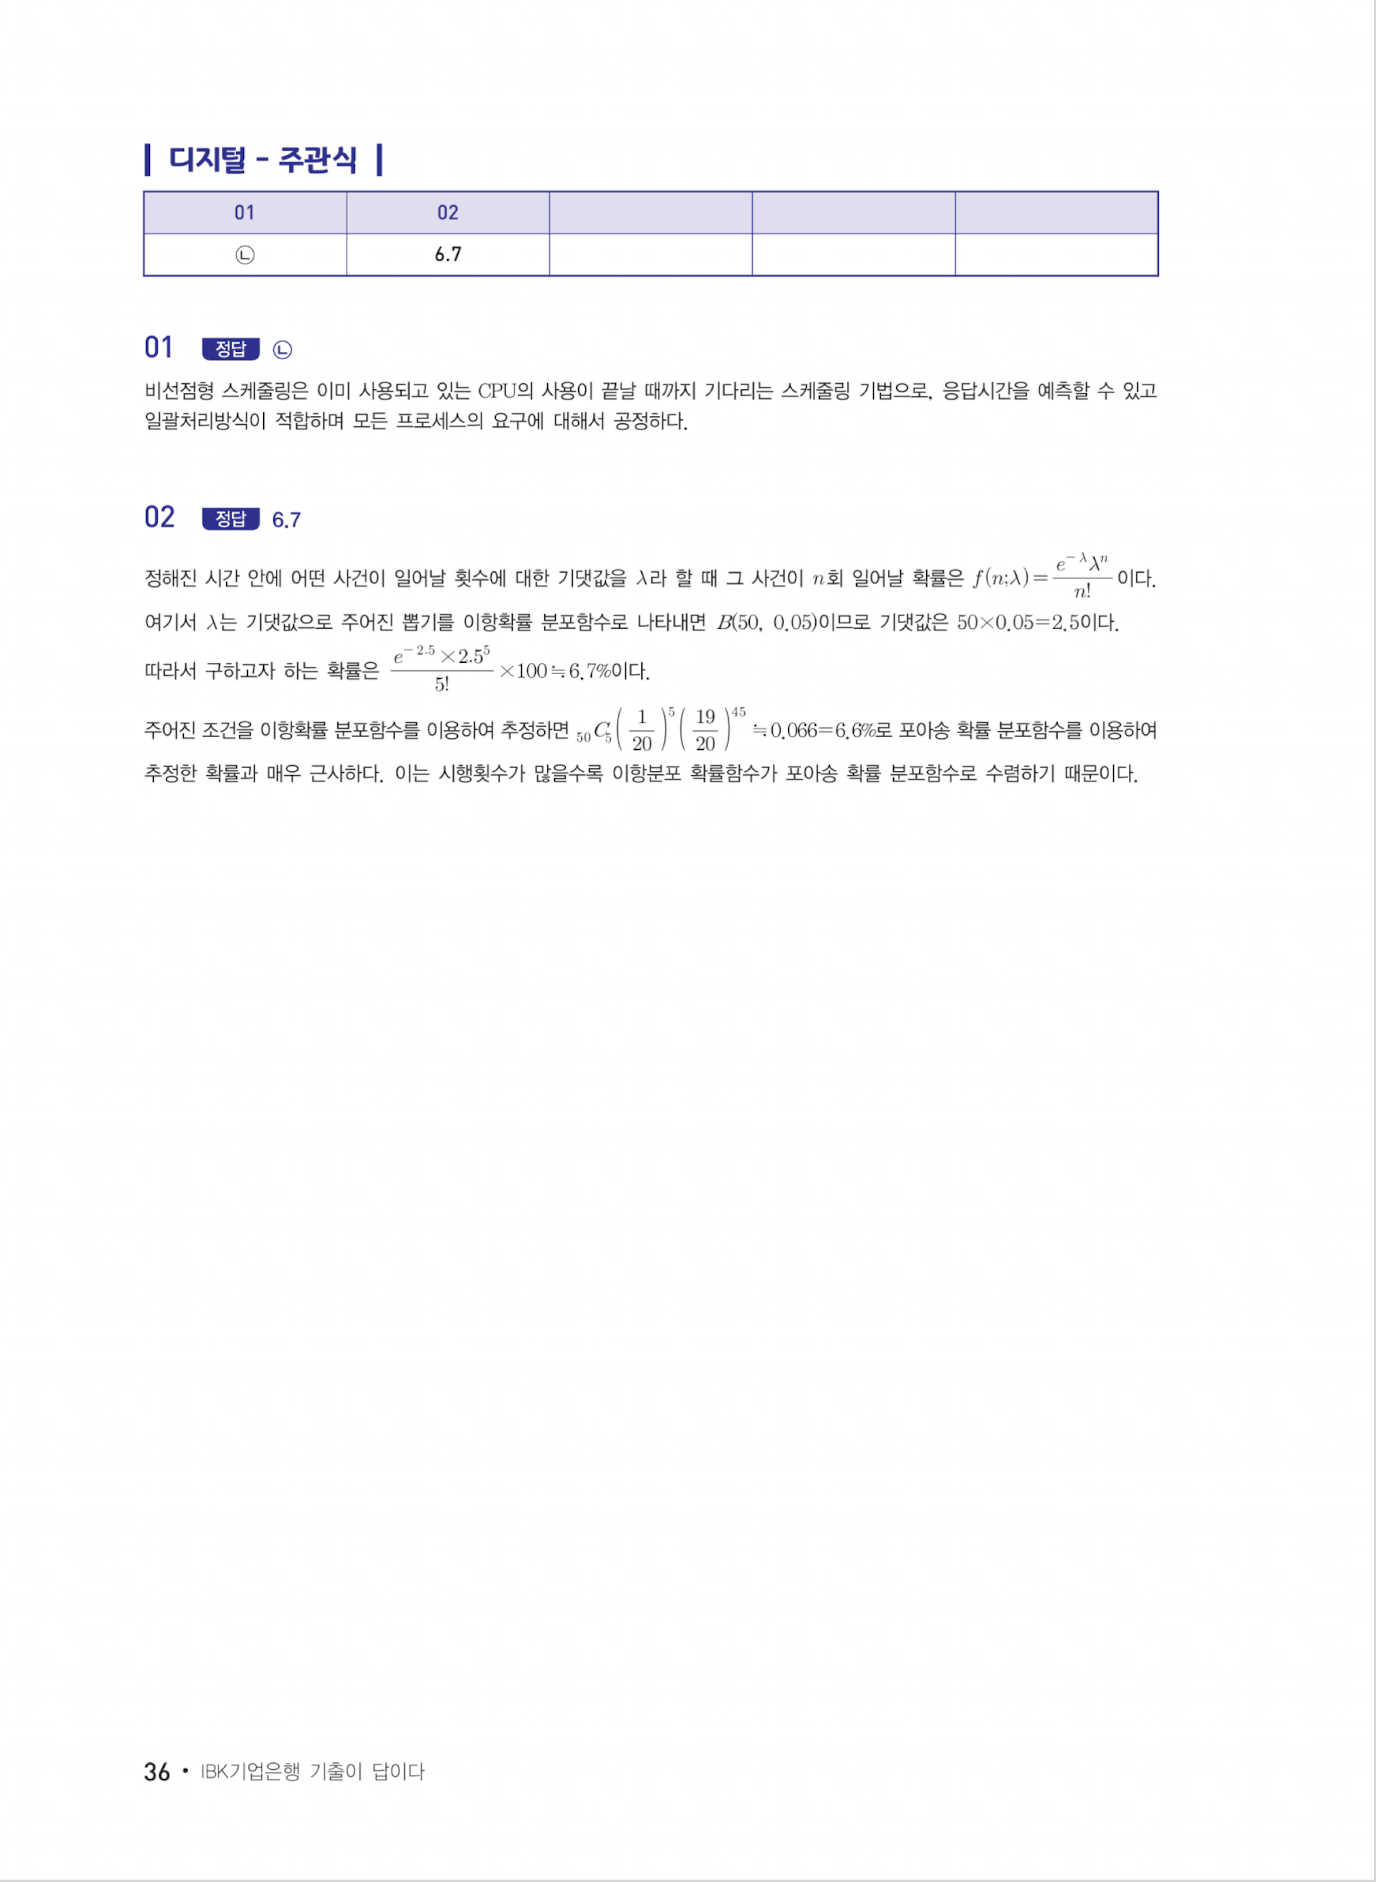 디지털 - 주관식
01 02
㉡ 6.7
01 정답 ㉡
비선점형 스케줄링은 이미 사용되고 있는 CPU의 사용이 끝날 때까지 기다리는 스케줄링 기법으로, 응답시간을 예측할 수 있고
일괄처리방식이 적합하며 모든 프로세스의 요구에 대해서 공정하다.
02 정답 6.7
정해진 시간 안에 어떤 사건이 일어날 횟수에 대한 기댓값을 λ라 할 때 그 사건이 n회 일어날 확률은 f(n;λ)=\frac{e^{-λ}λ^{n}}{n!}이다.
여기서 λ는 기댓값으로 주어진 뽑기를 이항확률 분포함수로 나타내면 B(50, 0.05)이므로 기댓값은 50×0.05=2.5이다.
따라서 구하고자 하는 확률은 \frac{e^{-2.5}×2.5^{5}}{5!}×100≒6.7%이다.
주어진 조건을 이항확률 분포함수를 이용하여 추정하면 _{50}C_{5}(\frac{1}{20})^{5}(\frac{19}{20})^{45}≒0.066=6.6%로 포아송 확률 분포함수를 이용하여
추정한 확률과 매우 근사하다. 이는 시행횟수가 많을수록 이항분포 확률함수가 포아송 확률 분포함수로 수렴하기 때문이다.
36 • IBK기업은행 기출이 답이다